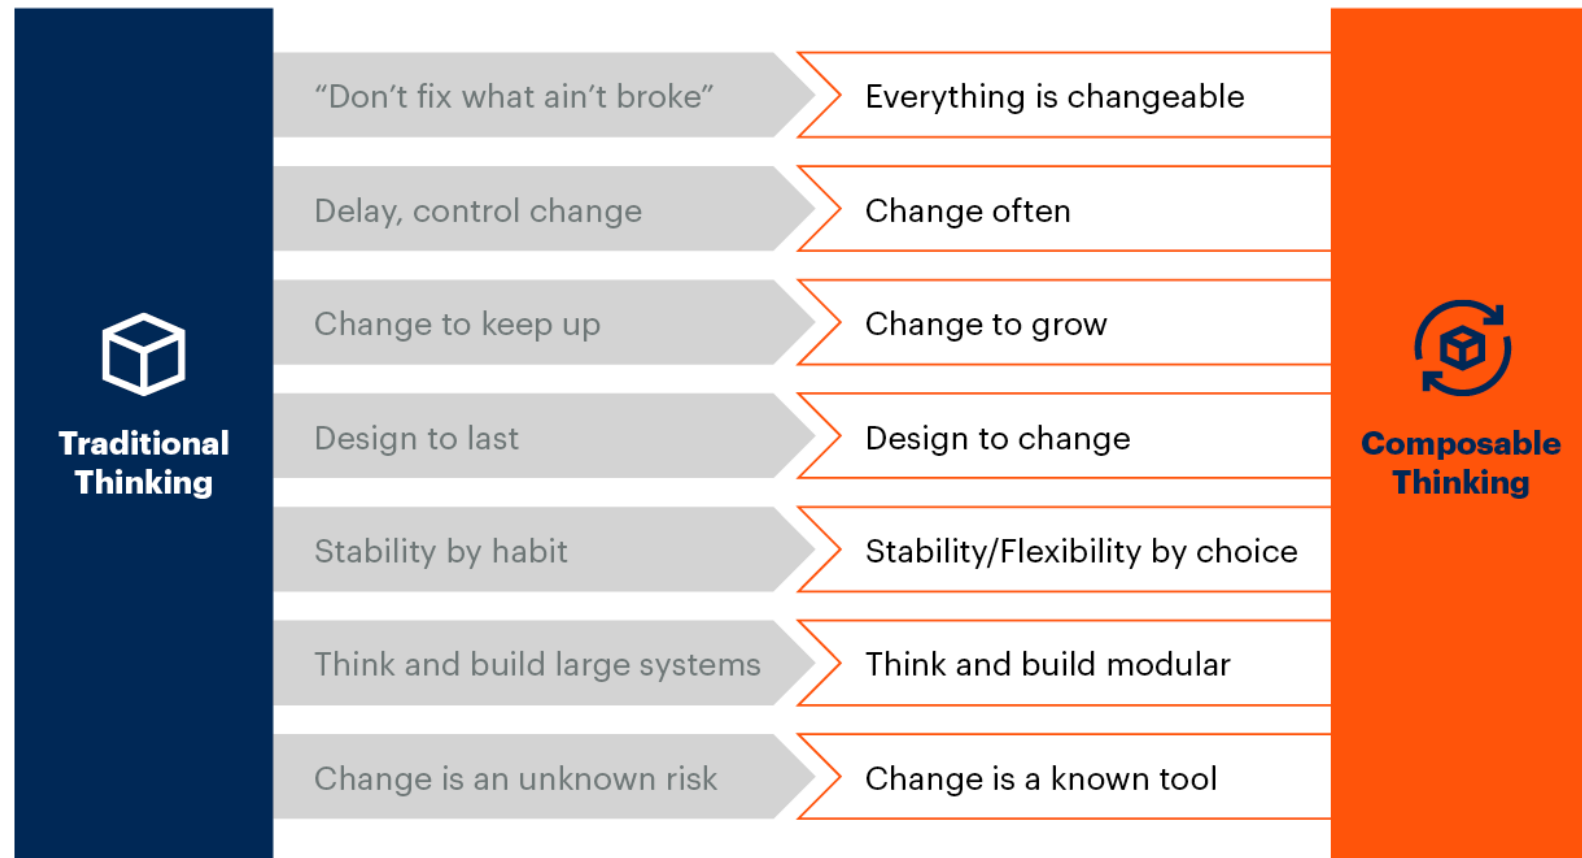 “Don’t fix what ain’t broke”
Everything is changeable
Delay, control change
Change often
Change to keep up
Change to grow
Traditional
Thinking
Design to last
Design to change
Composable
Thinking
Stability by habit
Stability/Flexibility by choice
Think and build large systems
Think and build modular
Change is an unknown risk
Change is a known tool